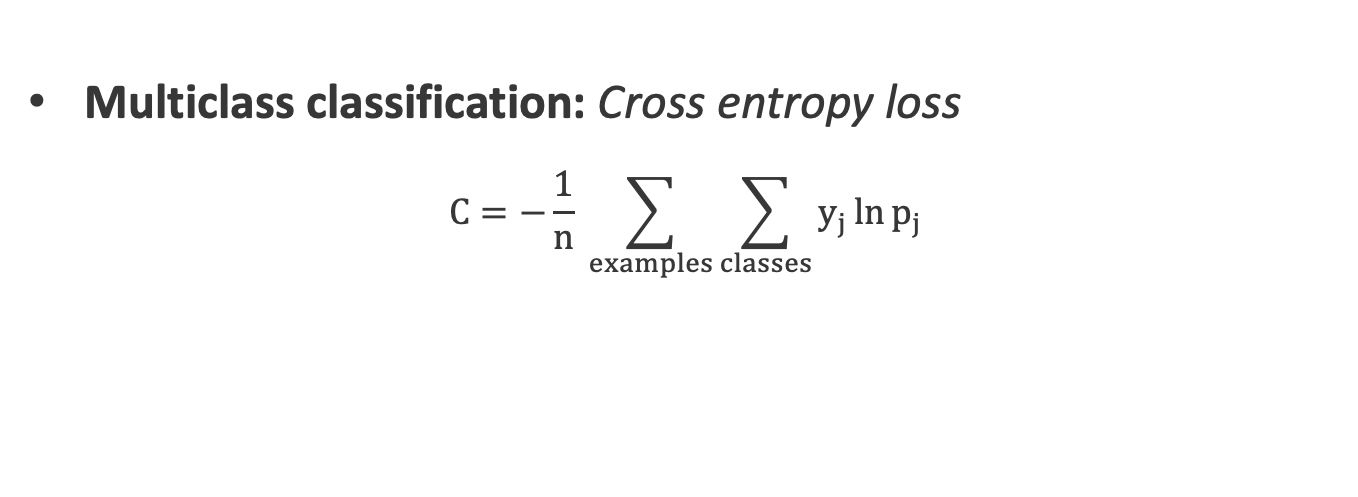 • Multiclass classification: Cross entropy loss
C = − 1/n ∑ ∑ yⱼ ln pⱼ
examples classes